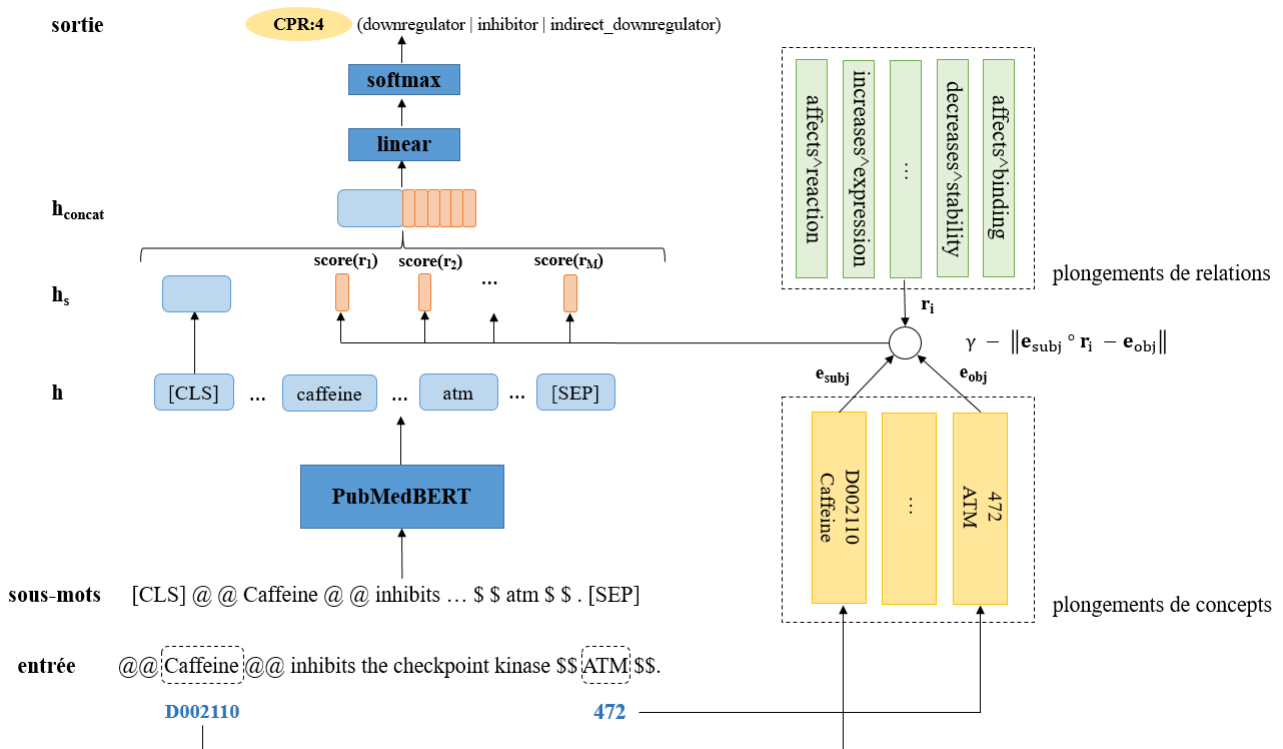 sortie
CPR:4 (downregulator | inhibitor | indirect_downregulator)
softmax
linear
h_concat
h_s
score(r_1) score(r_2) ... score(r_M)
h
[CLS] ... caffeine ... atm ... [SEP]
PubMedBERT
sous-mots [CLS] @ @ Caffeine @ @ inhibits … $ $ atm $ $ . [SEP]
entrée @@ Caffeine @@ inhibits the checkpoint kinase $$ ATM $$.
D002110 472
affects^reaction
increases^expression
...
decreases^stability
affects^binding
plongements de relations
r_i
γ − ‖e_subj ∘ r_i − e_obj‖
e_subj e_obj
D002110
Caffeine
...
472
ATM
plongements de concepts